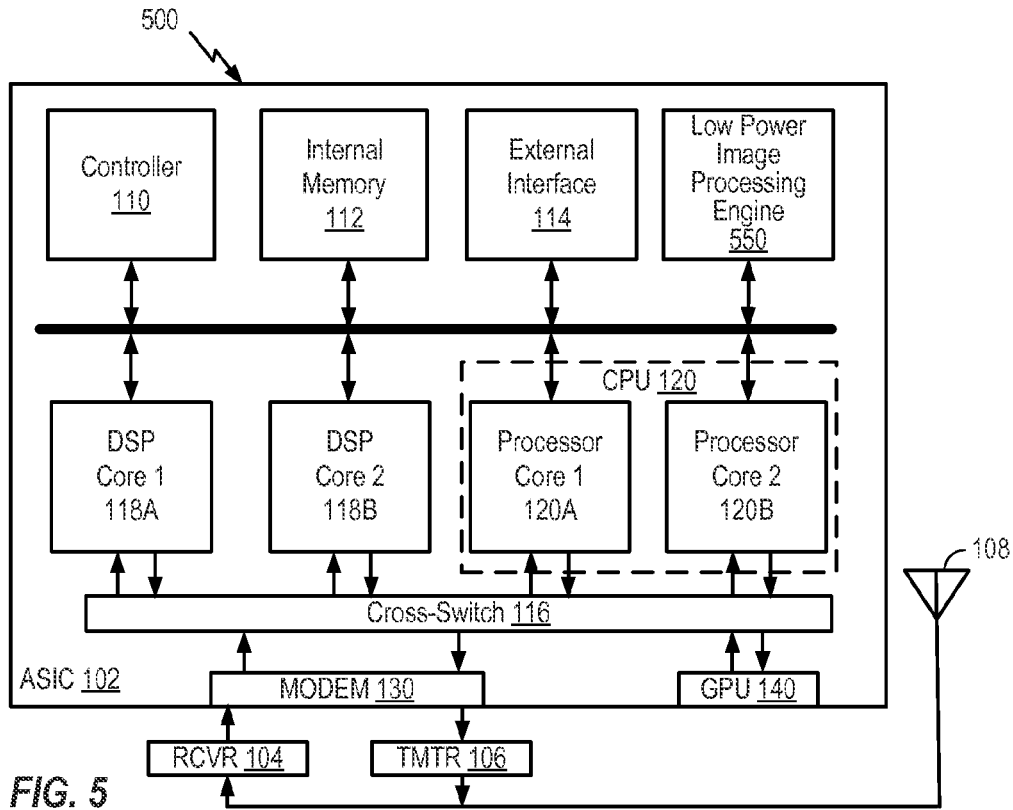 500
Controller
110
Internal
Memory
112
External
Interface
114
Low Power
Image
Processing
Engine
550
CPU 120
DSP
Core 1
118A
DSP
Core 2
118B
Processor
Core 1
120A
Processor
Core 2
120B
108
Cross-Switch 116
ASIC 102
MODEM 130
GPU 140
RCVR 104
TMTR 106
FIG. 5